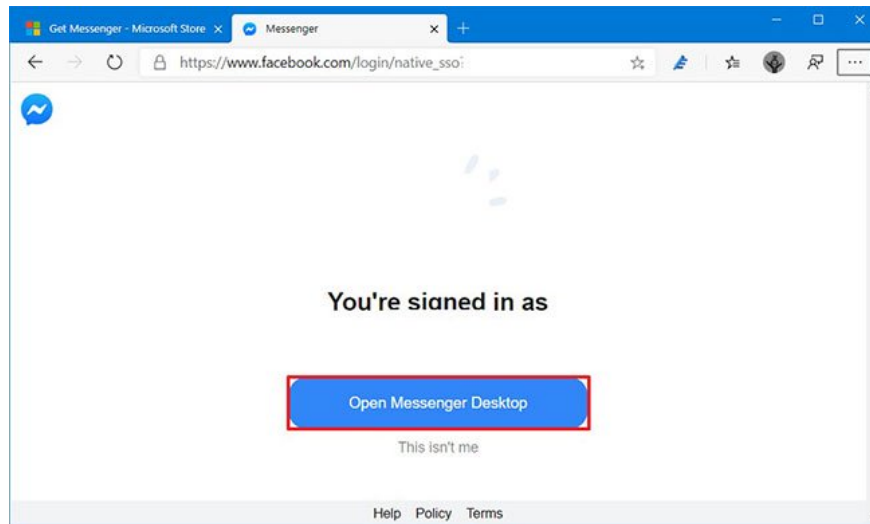 Get Messenger - Microsoft Store
Messenger
https://www.facebook.com/login/native_sso
You're signed in as
Open Messenger Desktop
This isn't me
Help Policy Terms